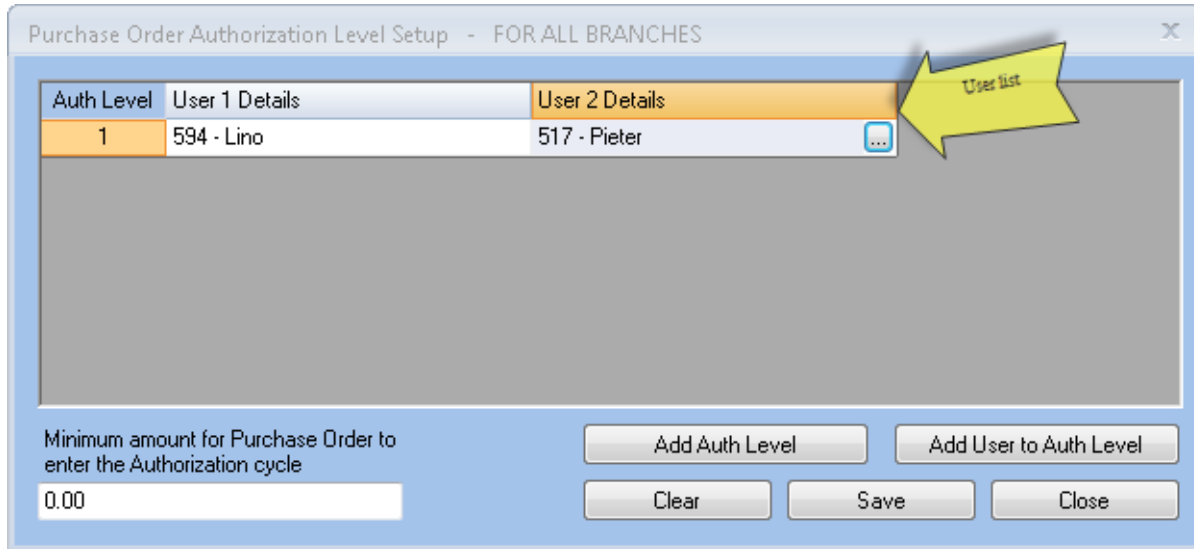 Purchase Order Authorization Level Setup - FOR ALL BRANCHES
x
User list
Auth Level User 1 Details User 2 Details
1 594 - Lino 517 - Pieter ...
Minimum amount for Purchase Order to
enter the Authorization cycle
Add Auth Level Add User to Auth Level
0.00 Clear Save Close